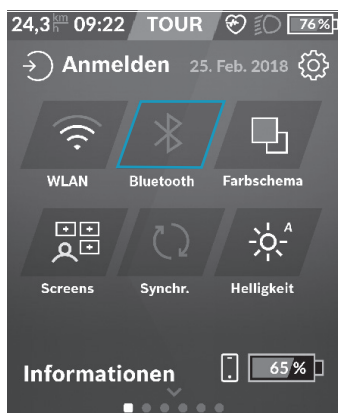 24,3 km/h 09:22 TOUR 76%
Anmelden 25. Feb. 2018
WLAN Bluetooth Farbschema
A
Screens Synchr. Helligkeit
Informationen 65%